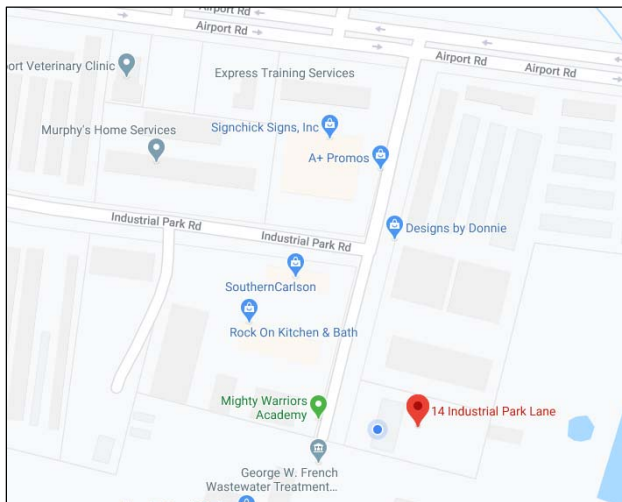 Airport Rd
Airport Rd
Airport Rd
Airport Rd
ort Veterinary Clinic
Express Training Services
Signchick Signs, Inc
Murphy's Home Services
A+ Promos
Industrial Park Rd
Industrial Park Rd
Designs by Donnie
SouthernCarlson
Rock On Kitchen & Bath
Mighty Warriors
Academy
14 Industrial Park Lane
George W. French
Wastewater Treatment...